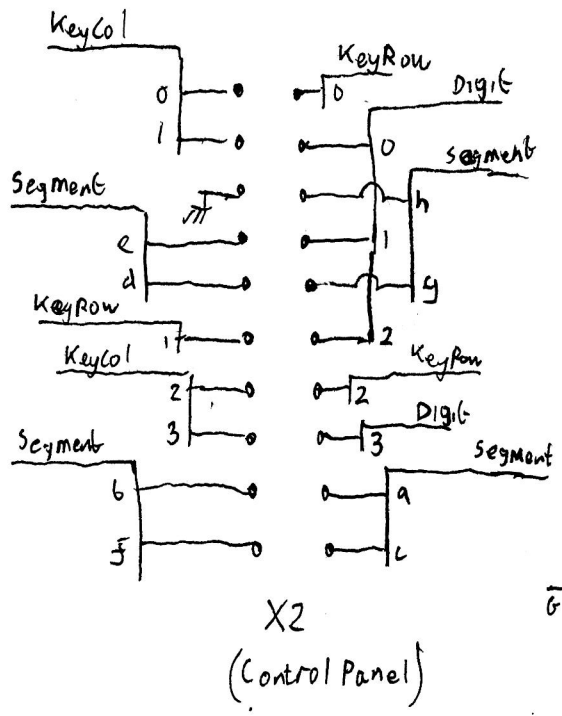 KeyCol
KeyRow
0
0
Digit
1
0
Segment
Segment
h
e
1
d
g
KeyRow
1
2
KeyCol
KeyRow
2
2
3
Digit
3
Segment
Segment
b
a
f
c
X2
(Control Panel)